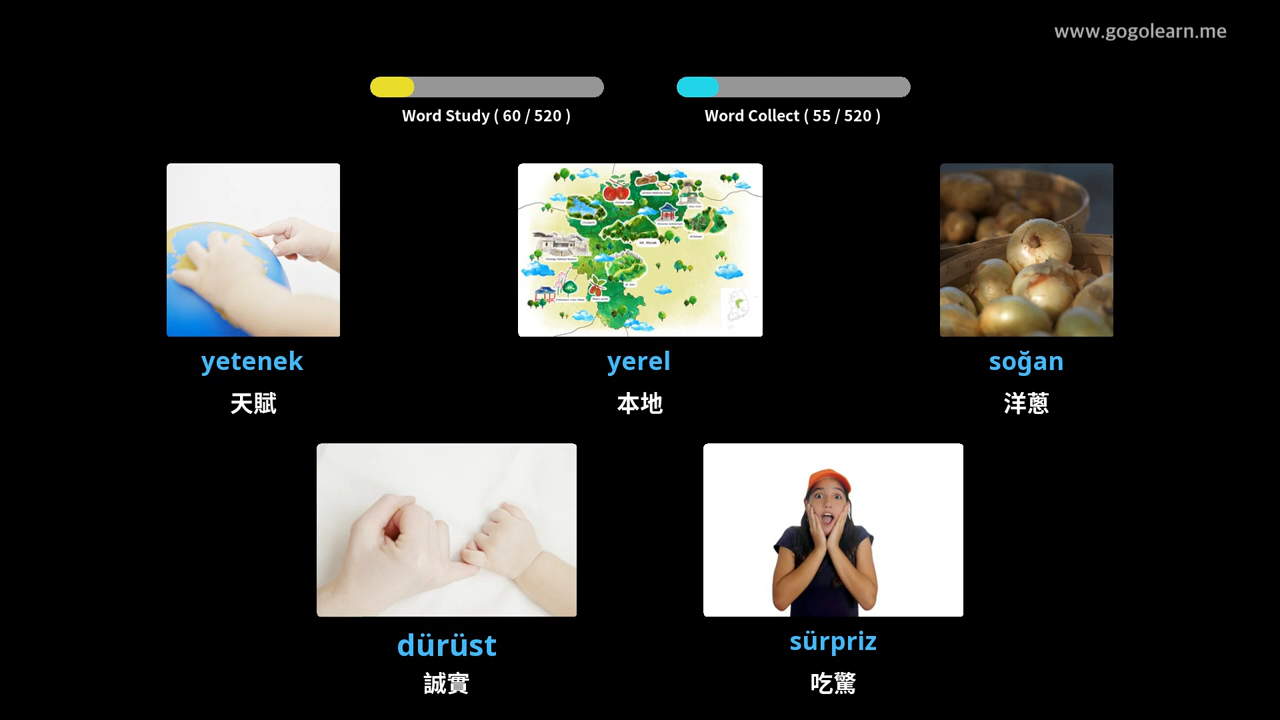 www.gogolearn.me
Word Study ( 60 / 520 )
Word Collect ( 55 / 520 )
yetenek
天賦
yerel
本地
soğan
洋蔥
dürüst
誠實
sürpriz
吃驚